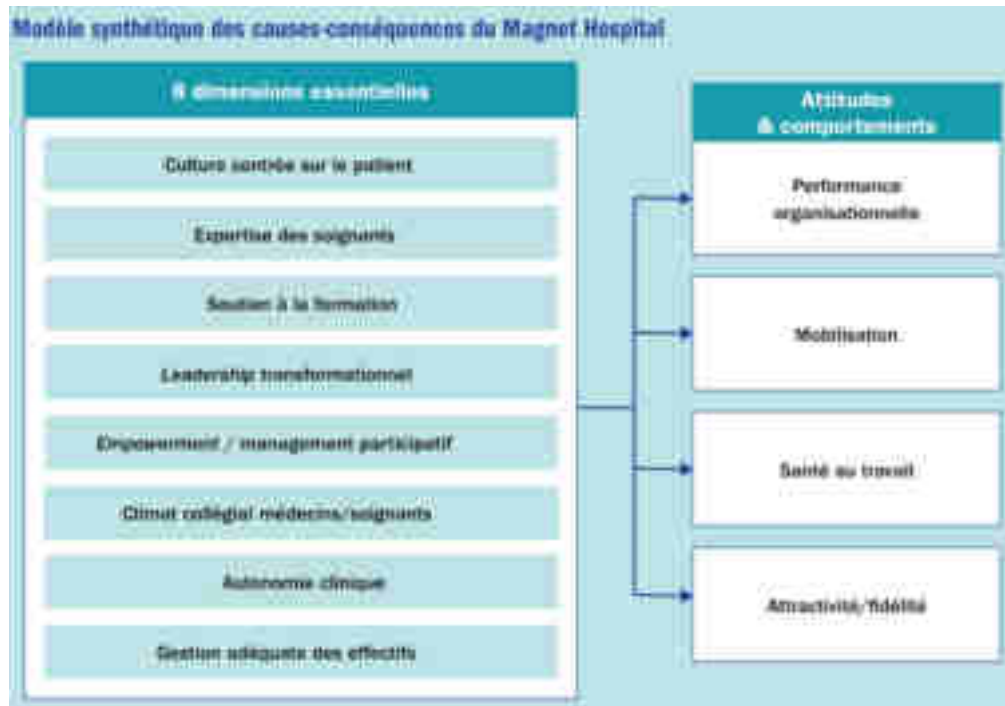 Modèle synthétique des causes-conséquences du Magnet Hospital
8 dimensions essentielles
Culture centrée sur le patient
Expertise des soignants
Soutien à la formation
Leadership transformationnel
Empowerment / management participatif
Climat collégial médecins/soignants
Autonomie clinique
Gestion adéquate des effectifs
Attitudes
& comportements
Performance
organisationnelle
Mobilisation
Santé au travail
Attractivité/fidélité